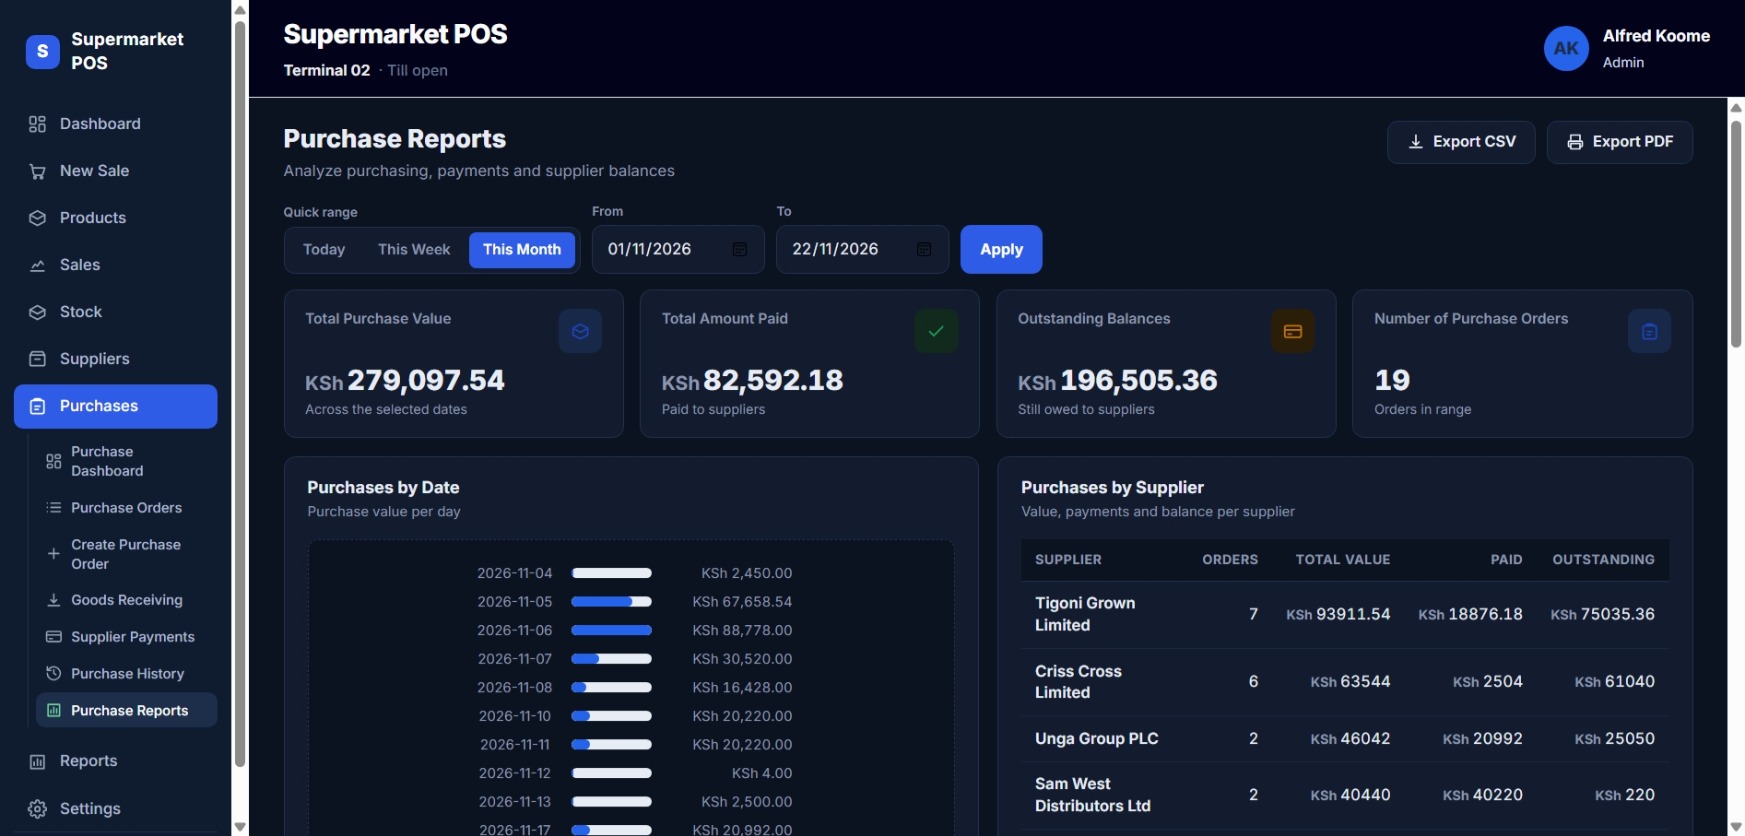 S
Supermarket
POS
Dashboard
New Sale
Products
Sales
Stock
Suppliers
Purchases
Purchase
Dashboard
Purchase Orders
Create Purchase
Order
Goods Receiving
Supplier Payments
Purchase History
Purchase Reports
Reports
Settings
Supermarket POS
Terminal 02 · Till open
AK
Alfred Koome
Admin
Purchase Reports
Analyze purchasing, payments and supplier balances
Export CSV
Export PDF
Quick range
From
To
Today This Week This Month
01/11/2026
22/11/2026
Apply
Total Purchase Value
KSh 279,097.54
Across the selected dates
Total Amount Paid
KSh 82,592.18
Paid to suppliers
Outstanding Balances
KSh 196,505.36
Still owed to suppliers
Number of Purchase Orders
19
Orders in range
Purchases by Date
Purchase value per day
2026-11-04 KSh 2,450.00
2026-11-05 KSh 67,658.54
2026-11-06 KSh 88,778.00
2026-11-07 KSh 30,520.00
2026-11-08 KSh 16,428.00
2026-11-10 KSh 20,220.00
2026-11-11 KSh 20,220.00
2026-11-12 KSh 4.00
2026-11-13 KSh 2,500.00
2026-11-17 KSh 20,992.00
Purchases by Supplier
Value, payments and balance per supplier
SUPPLIER ORDERS TOTAL VALUE PAID OUTSTANDING
Tigoni Grown
Limited
7 KSh 93911.54 KSh 18876.18 KSh 75035.36
Criss Cross
Limited
6 KSh 63544 KSh 2504 KSh 61040
Unga Group PLC 2 KSh 46042 KSh 20992 KSh 25050
Sam West
Distributors Ltd
2 KSh 40440 KSh 40220 KSh 220